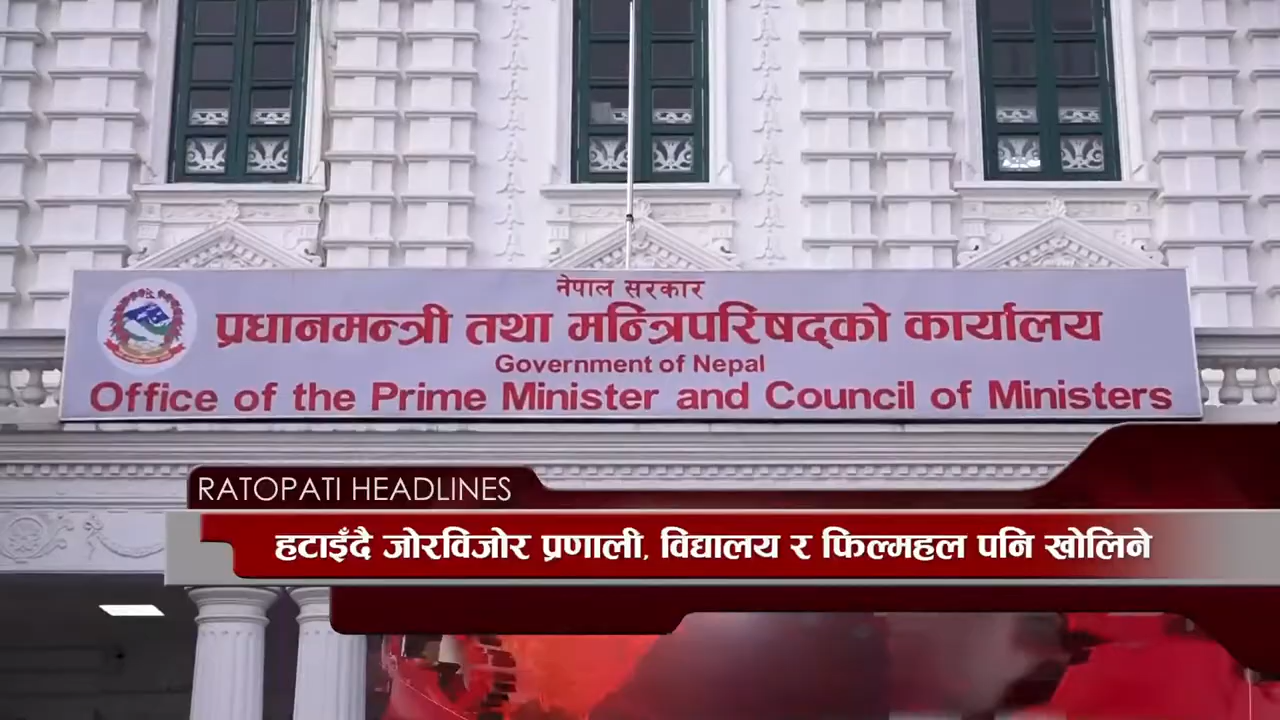 नेपाल सरकार
प्रधानमन्त्री तथा मन्त्रिपरिषद्को कार्यालय
Government of Nepal
Office of the Prime Minister and Council of Ministers
RATOPATI HEADLINES
हटाइँदै जोरविजोर प्रणाली, विद्यालय र फिल्महल पनि खोलिने